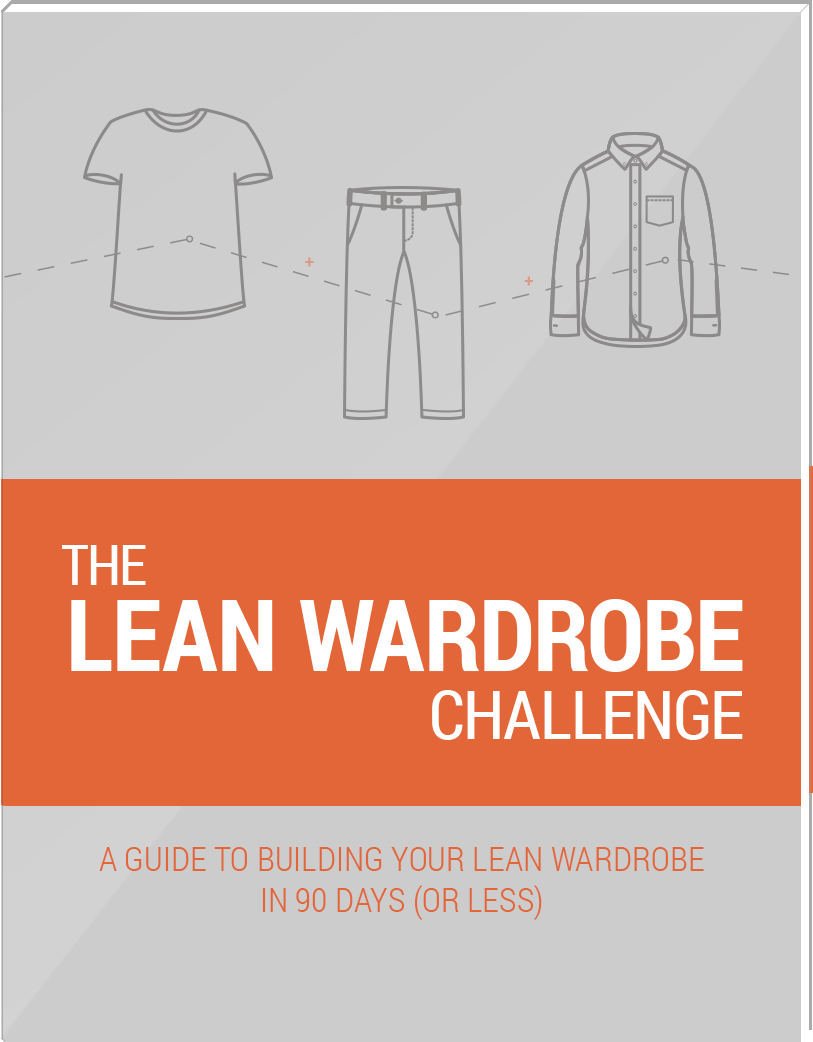 THE
LEAN WARDROBE
CHALLENGE
A GUIDE TO BUILDING YOUR LEAN WARDROBE
IN 90 DAYS (OR LESS)